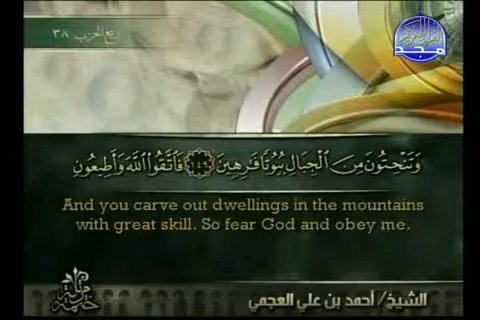 ربع الحزب ٣٨
المجد
وَتَنْحِتُونَ مِنَ الْجِبَالِ بُيُوتًا فَارِهِينَ ١٤٩ فَاتَّقُوا اللَّهَ وَأَطِيعُونِ
And you carve out dwellings in the mountains
with great skill. So fear God and obey me.
الشيخ/ أحمد بن علي العجمي